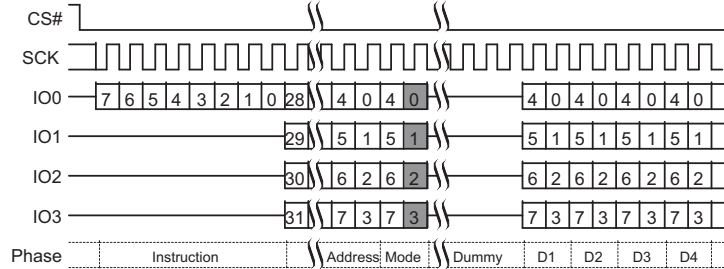 CS#
SCK
IO0 7 6 5 4 3 2 1 0 28 4 0 4 0 4 0 4 0 4 0 4 0
IO1 29 5 1 5 1 5 1 5 1 5 1 5 1
IO2 30 6 2 6 2 6 2 6 2 6 2 6 2
IO3 31 7 3 7 3 7 3 7 3 7 3 7 3
Phase Instruction Address Mode Dummy D1 D2 D3 D4